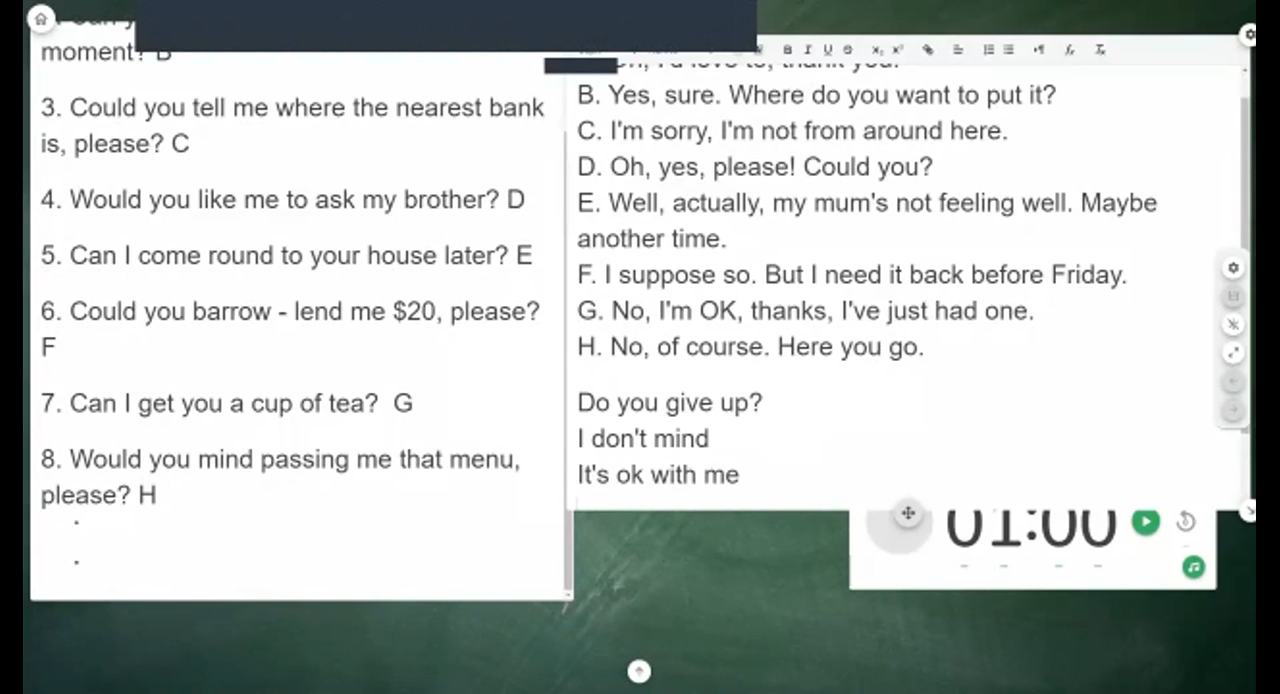 moment? B
3. Could you tell me where the nearest bank
is, please? C
4. Would you like me to ask my brother? D
5. Can I come round to your house later? E
6. Could you barrow - lend me $20, please?
F
7. Can I get you a cup of tea? G
8. Would you mind passing me that menu,
please? H
B. Yes, sure. Where do you want to put it?
C. I'm sorry, I'm not from around here.
D. Oh, yes, please! Could you?
E. Well, actually, my mum's not feeling well. Maybe
another time.
F. I suppose so. But I need it back before Friday.
G. No, I'm OK, thanks, I've just had one.
H. No, of course. Here you go.
Do you give up?
I don't mind
It's ok with me
01:00